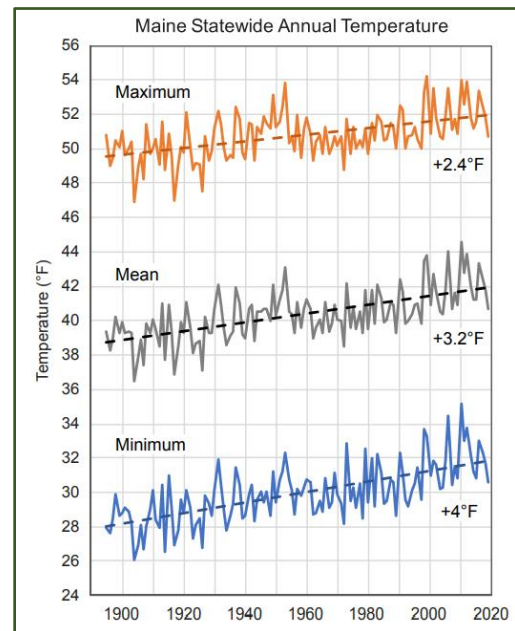 Maine Statewide Annual Temperature
56
54
52
50
48
46
44
42
40
38
36
34
32
30
28
26
24
Temperature (°F)
Maximum
+2.4°F
Mean
+3.2°F
Minimum
+4°F
1900 1920 1940 1960 1980 2000 2020